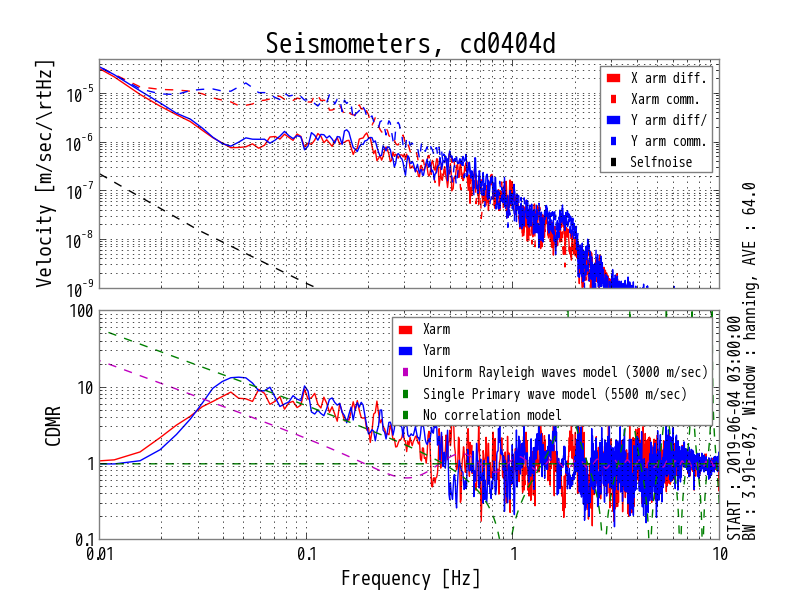 Seismometers, cd0404d
Velocity [m/sec/\rtHz]
10^-5
10^-6
10^-7
10^-8
10^-9
X arm diff.
Xarm comm.
Y arm diff/
Y arm comm.
Selfnoise
CDMR
100
10
1
0.1
Xarm
Yarm
Uniform Rayleigh waves model (3000 m/sec)
Single Primary wave model (5500 m/sec)
No correlation model
0.01
0.1
1
10
Frequency [Hz]
START : 2019-06-04 03:00:00
BW : 3.91e-03, Window : hanning, AVE : 64.0